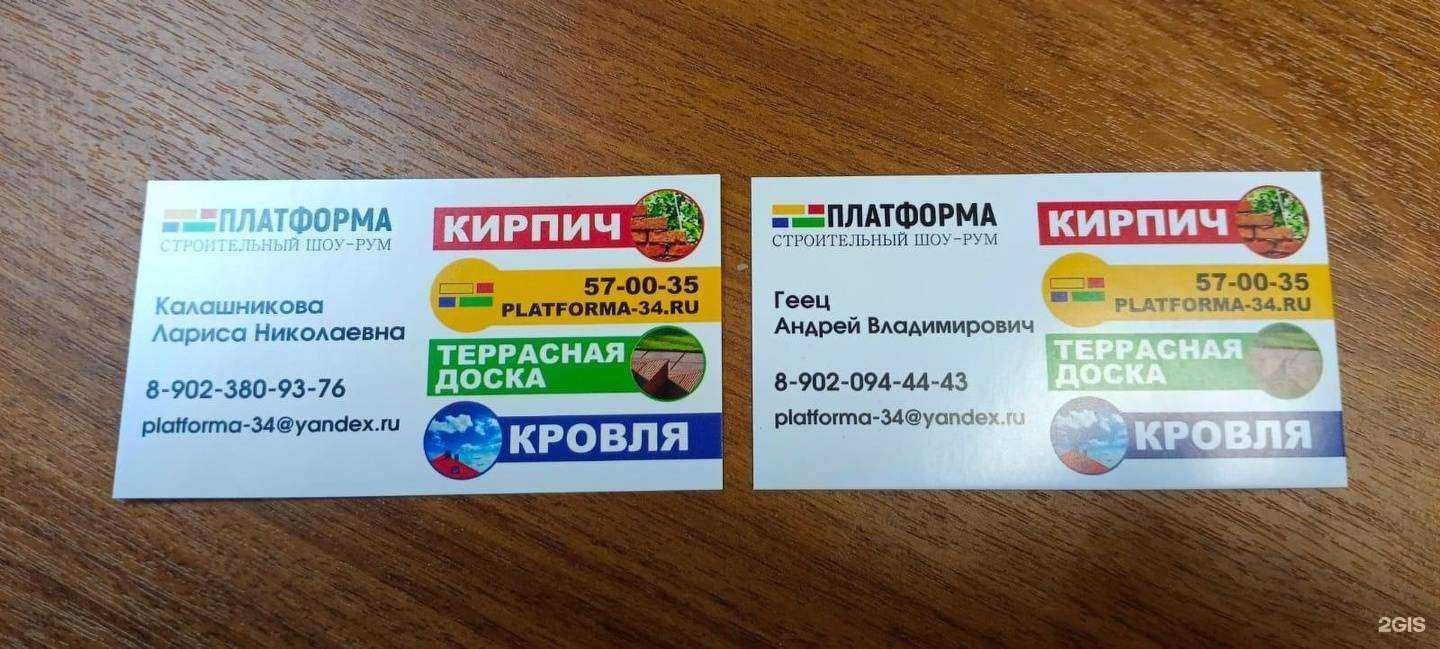 ПЛАТФОРМА
СТРОИТЕЛЬНЫЙ ШОУ-РУМ
Калашникова
Лариса Николаевна
8-902-380-93-76
platforma-34@yandex.ru
КИРПИЧ
57-00-35
PLATFORMA-34.RU
ТЕРРАСНАЯ
ДОСКА
КРОВЛЯ
ПЛАТФОРМА
СТРОИТЕЛЬНЫЙ ШОУ-РУМ
Геец
Андрей Владимирович
8-902-094-44-43
platforma-34@yandex.ru
КИРПИЧ
57-00-35
PLATFORMA-34.RU
ТЕРРАСНАЯ
ДОСКА
КРОВЛЯ
2GIS